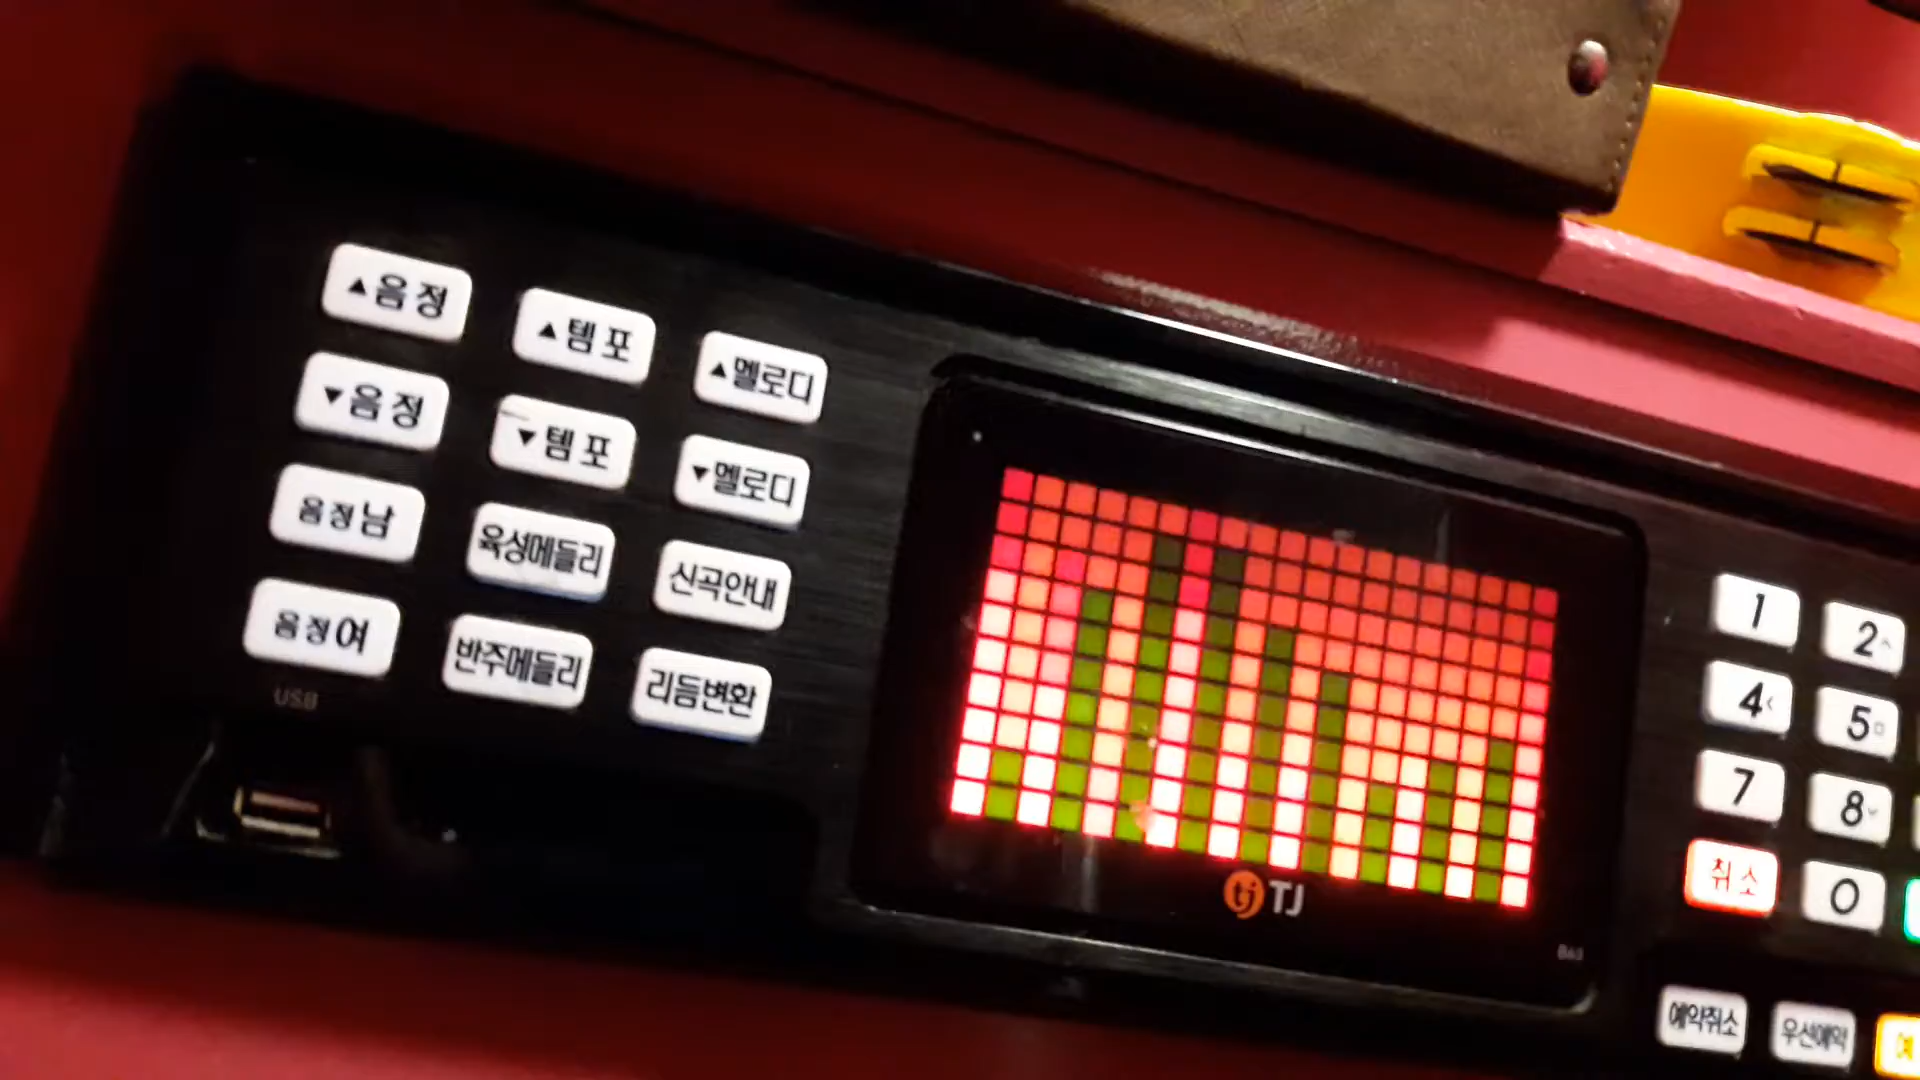 ▲음정
▲템포
▲멜로디
▼음정
▼템포
▼멜로디
음정남
육성메들리
신곡안내
음정여
반주메들리
리듬변환
USB
tj TJ
1
2
4
5
7
8
취소
0
예약취소
우선예약